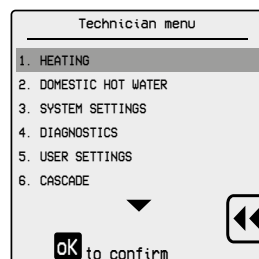 Technician menu
1. HEATING
2. DOMESTIC HOT WATER
3. SYSTEM SETTINGS
4. DIAGNOSTICS
5. USER SETTINGS
6. CASCADE
OK to confirm